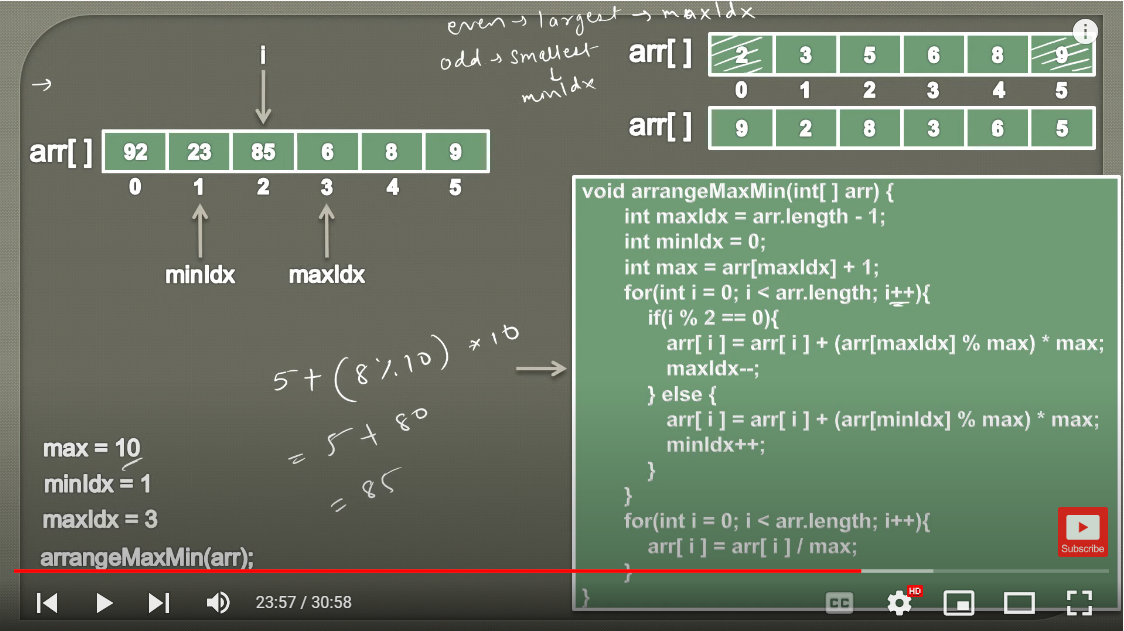 even → largest → maxIdx
odd → smallest
↓
minIdx
→
i
arr[ ] 92 23 85 6 8 9
0 1 2 3 4 5
minIdx maxIdx
arr[ ] 2 3 5 6 8 9
0 1 2 3 4 5
arr[ ] 9 2 8 3 6 5
5 + (8 % 10) * 10
= 5 + 80
= 85
max = 10
minIdx = 1
maxIdx = 3
arrangeMaxMin(arr);
void arrangeMaxMin(int[ ] arr) {
int maxIdx = arr.length - 1;
int minIdx = 0;
int max = arr[maxIdx] + 1;
for(int i = 0; i < arr.length; i++){
if(i % 2 == 0){
arr[ i ] = arr[ i ] + (arr[maxIdx] % max) * max;
maxIdx--;
} else {
arr[ i ] = arr[ i ] + (arr[minIdx] % max) * max;
minIdx++;
}
}
for(int i = 0; i < arr.length; i++){
arr[ i ] = arr[ i ] / max;
}
}
Subscribe
23:57 / 30:58
CC
HD